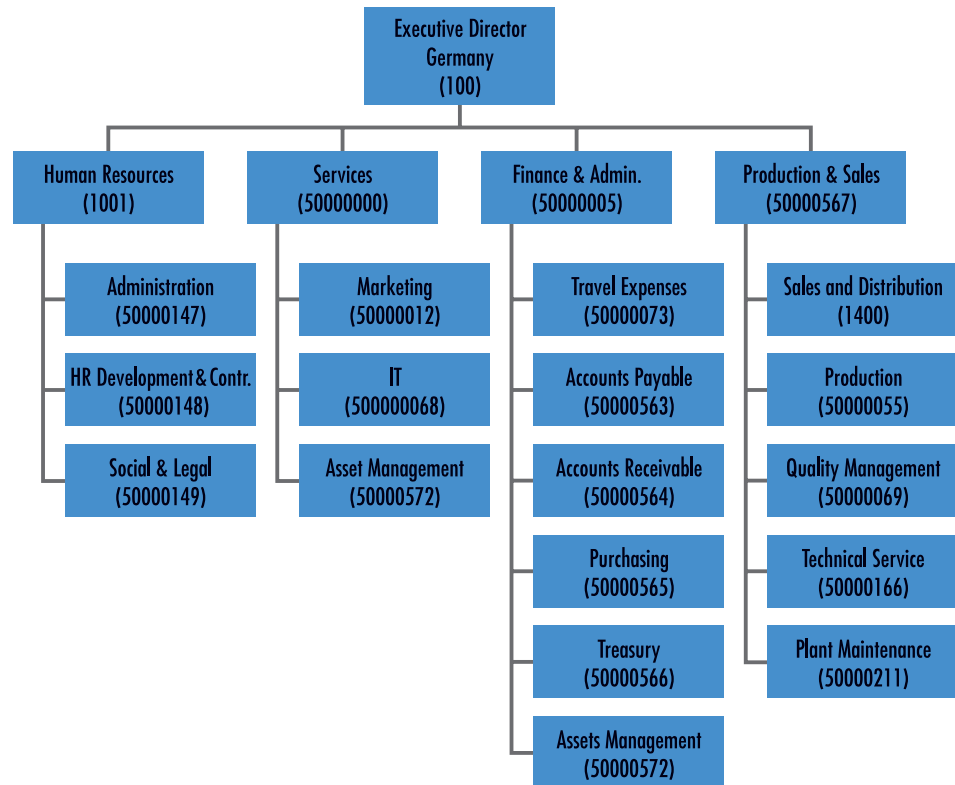 Executive Director
Germany
(100)
Human Resources
(1001)
Services
(50000000)
Finance & Admin.
(50000005)
Production & Sales
(50000567)
Administration
(50000147)
HR Development & Contr.
(50000148)
Social & Legal
(50000149)
Marketing
(50000012)
IT
(500000068)
Asset Management
(50000572)
Travel Expenses
(50000073)
Accounts Payable
(50000563)
Accounts Receivable
(50000564)
Purchasing
(50000565)
Treasury
(50000566)
Assets Management
(50000572)
Sales and Distribution
(1400)
Production
(50000055)
Quality Management
(50000069)
Technical Service
(50000166)
Plant Maintenance
(50000211)